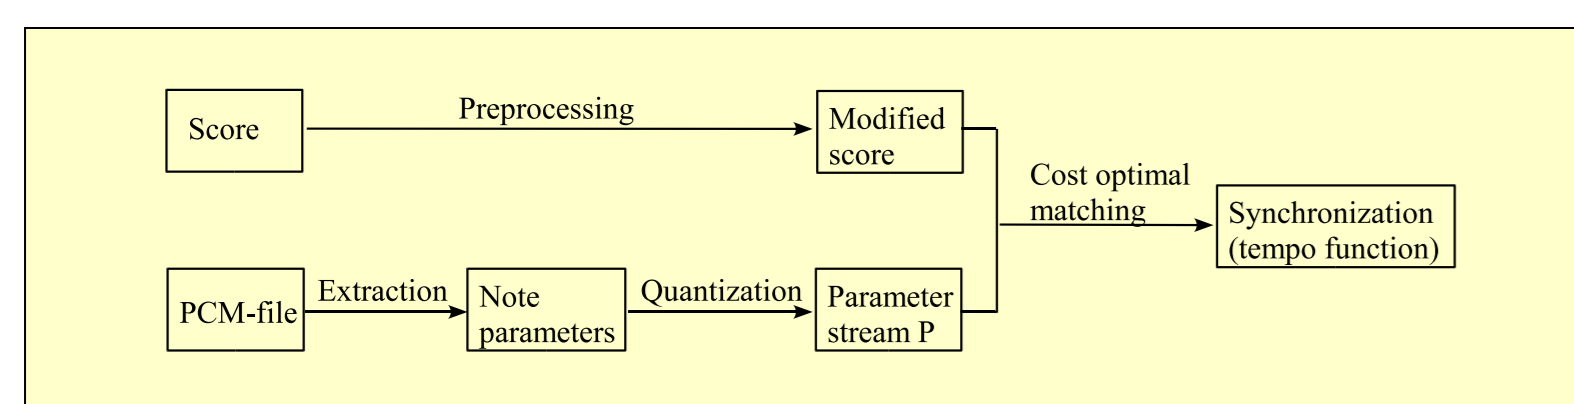 Score
Preprocessing
Modified
score
Cost optimal
matching
Synchronization
(tempo function)
PCM-file
Extraction
Note
parameters
Quantization
Parameter
stream P